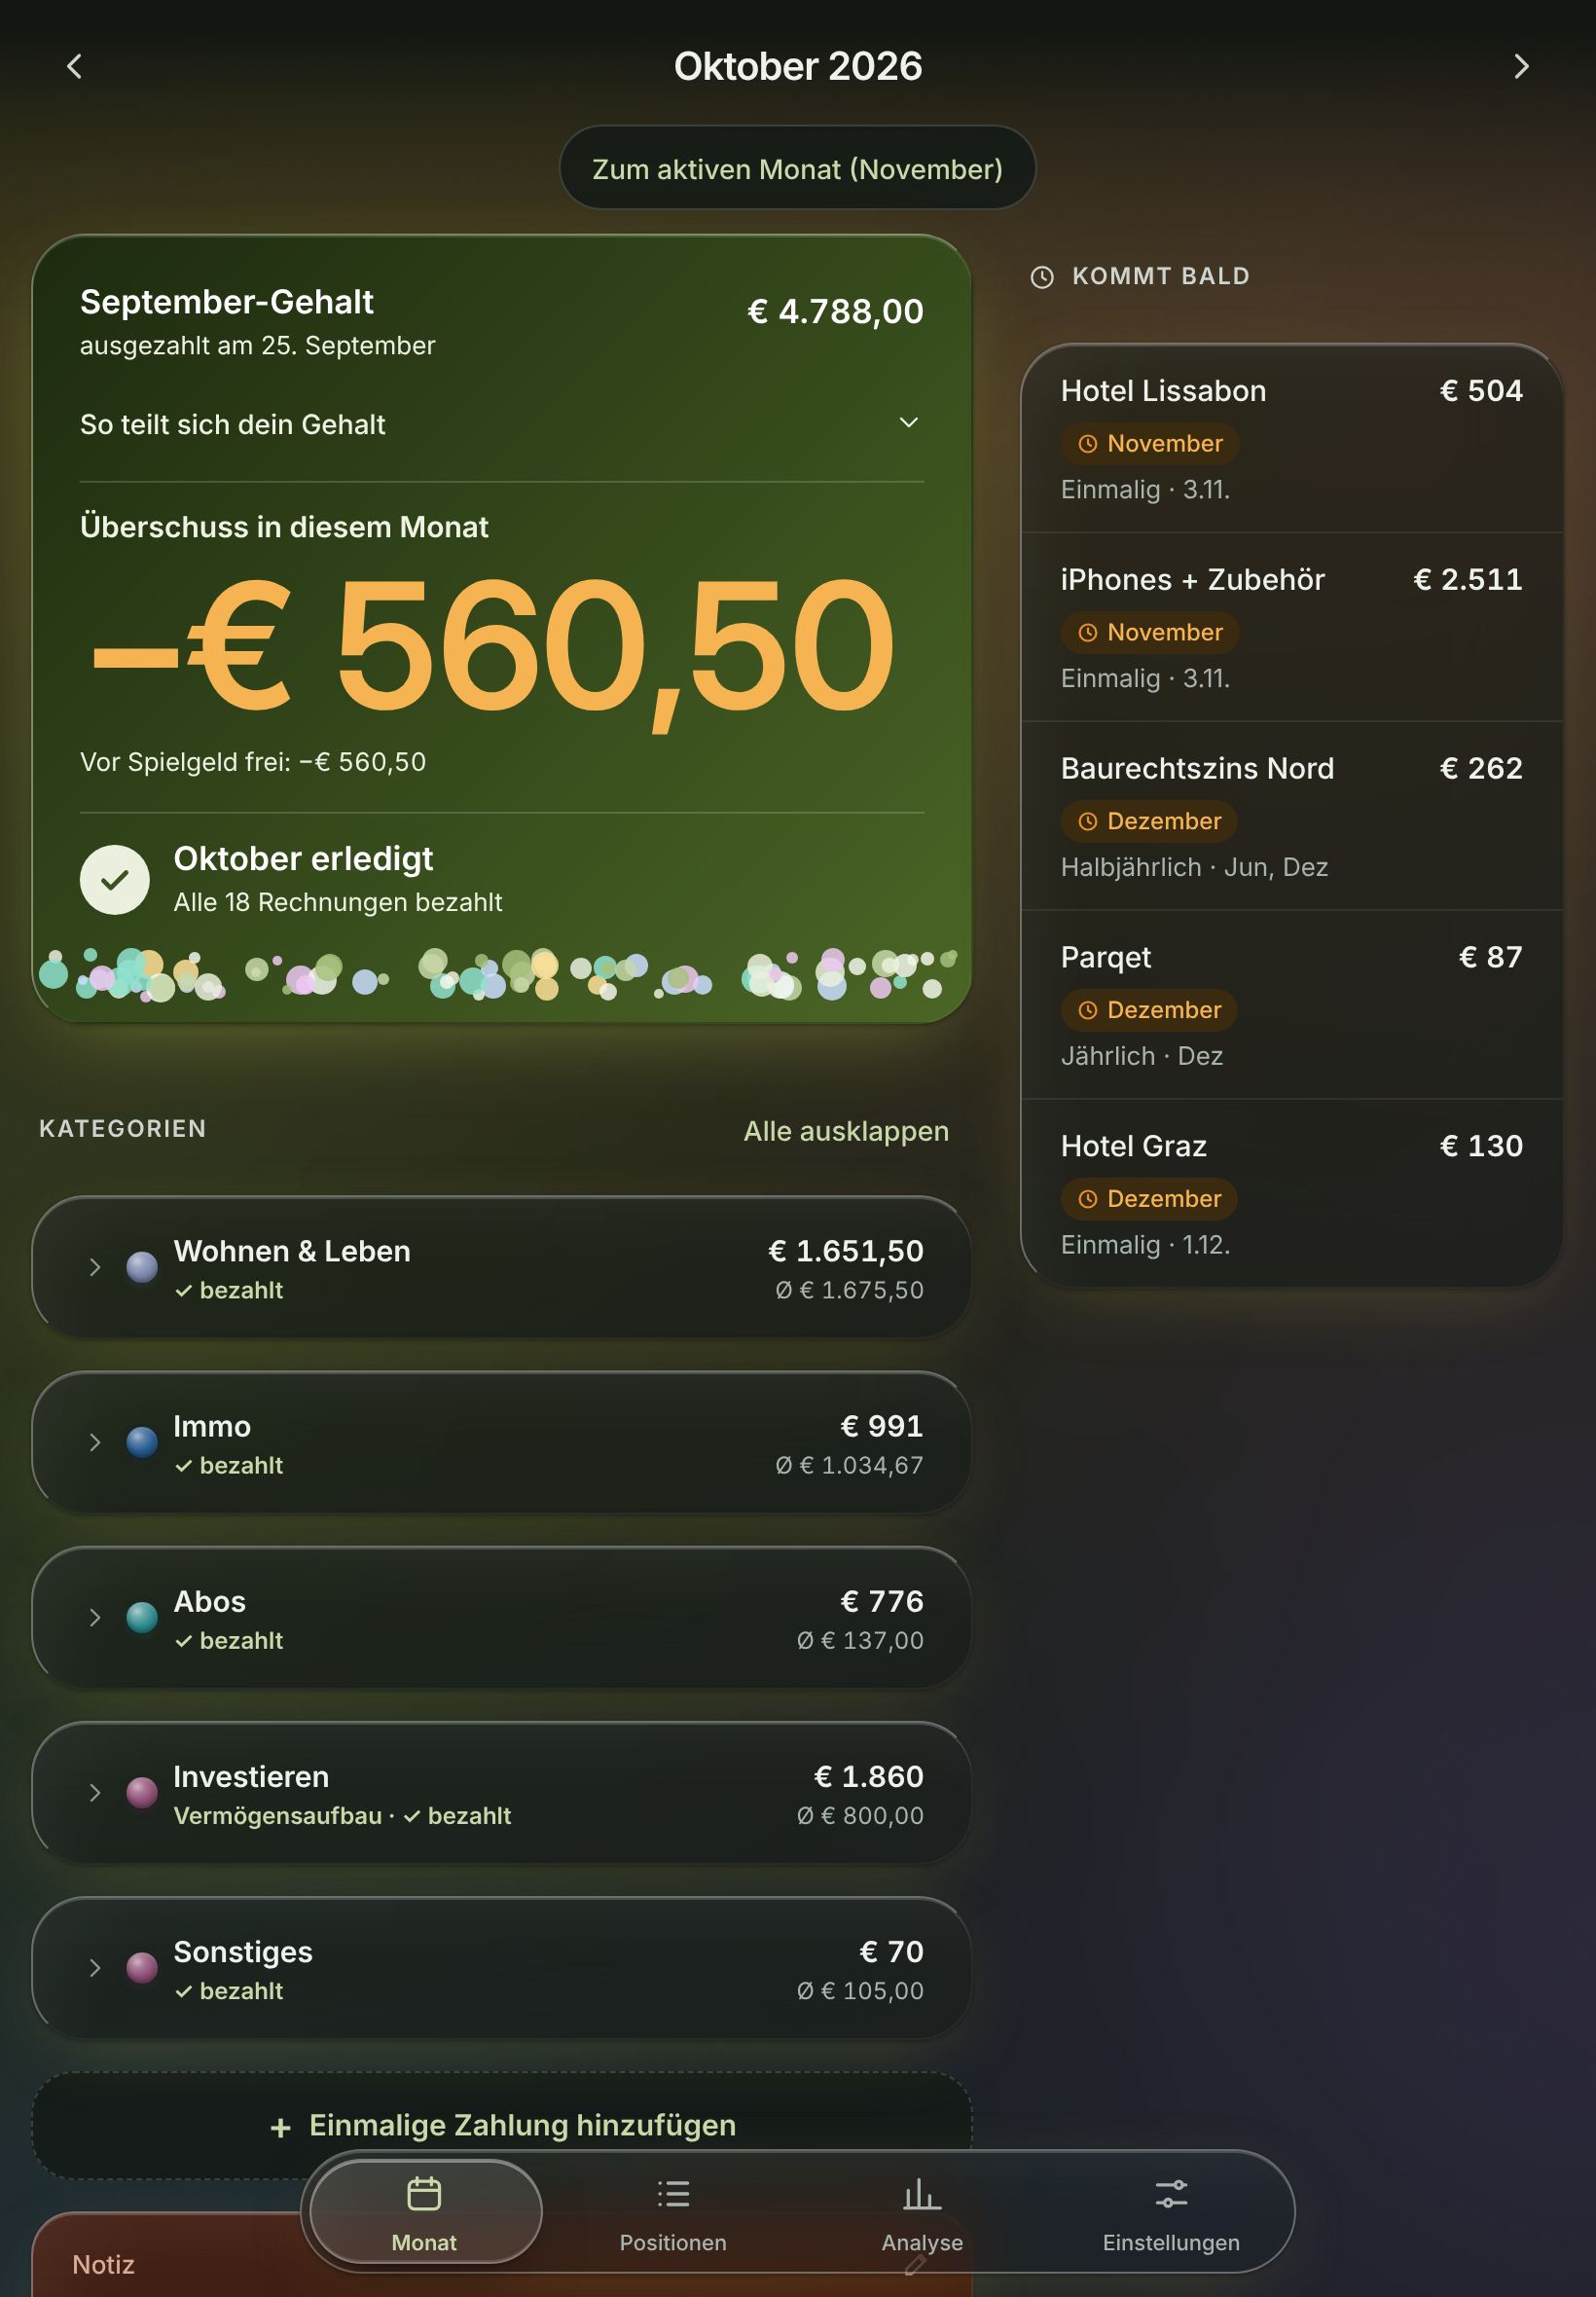 Oktober 2026
Zum aktiven Monat (November)
September-Gehalt
€ 4.788,00
ausgezahlt am 25. September
So teilt sich dein Gehalt
Überschuss in diesem Monat
−€ 560,50
Vor Spielgeld frei: −€ 560,50
Oktober erledigt
Alle 18 Rechnungen bezahlt
KATEGORIEN
Alle ausklappen
Wohnen & Leben
€ 1.651,50
✓ bezahlt
Ø € 1.675,50
Immo
€ 991
✓ bezahlt
Ø € 1.034,67
Abos
€ 776
✓ bezahlt
Ø € 137,00
Investieren
€ 1.860
Vermögensaufbau · ✓ bezahlt
Ø € 800,00
Sonstiges
€ 70
✓ bezahlt
Ø € 105,00
+ Einmalige Zahlung hinzufügen
Notiz
KOMMT BALD
Hotel Lissabon
€ 504
November
Einmalig · 3.11.
iPhones + Zubehör
€ 2.511
November
Einmalig · 3.11.
Baurechtszins Nord
€ 262
Dezember
Halbjährlich · Jun, Dez
Parqet
€ 87
Dezember
Jährlich · Dez
Hotel Graz
€ 130
Dezember
Einmalig · 1.12.
Monat
Positionen
Analyse
Einstellungen